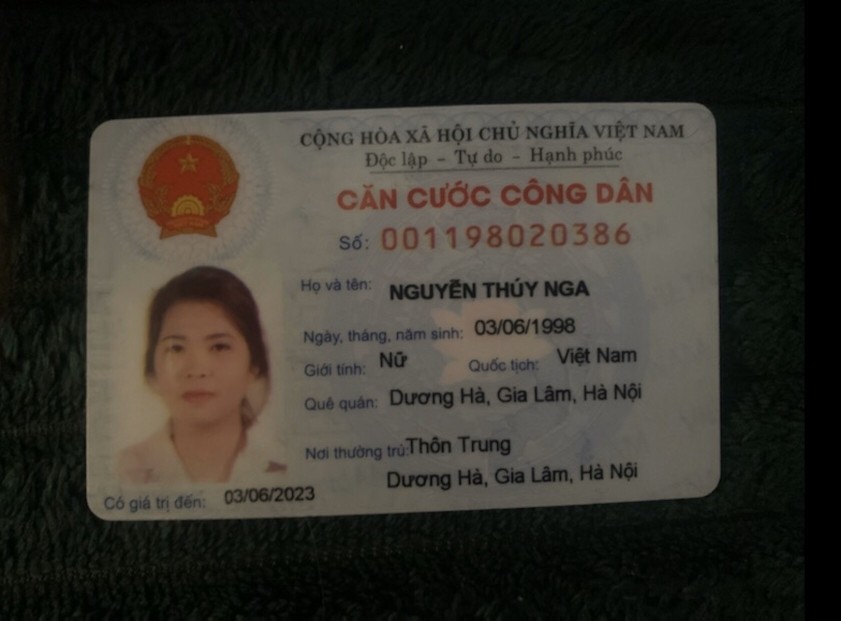 CỘNG HÒA XÃ HỘI CHỦ NGHĨA VIỆT NAM
Độc lập – Tự do – Hạnh phúc
CĂN CƯỚC CÔNG DÂN
Số: 001198020386
Họ và tên: NGUYỄN THÚY NGA
Ngày, tháng, năm sinh: 03/06/1998
Giới tính: Nữ Quốc tịch: Việt Nam
Quê quán: Dương Hà, Gia Lâm, Hà Nội
Nơi thường trú: Thôn Trung
Dương Hà, Gia Lâm, Hà Nội
Có giá trị đến: 03/06/2023